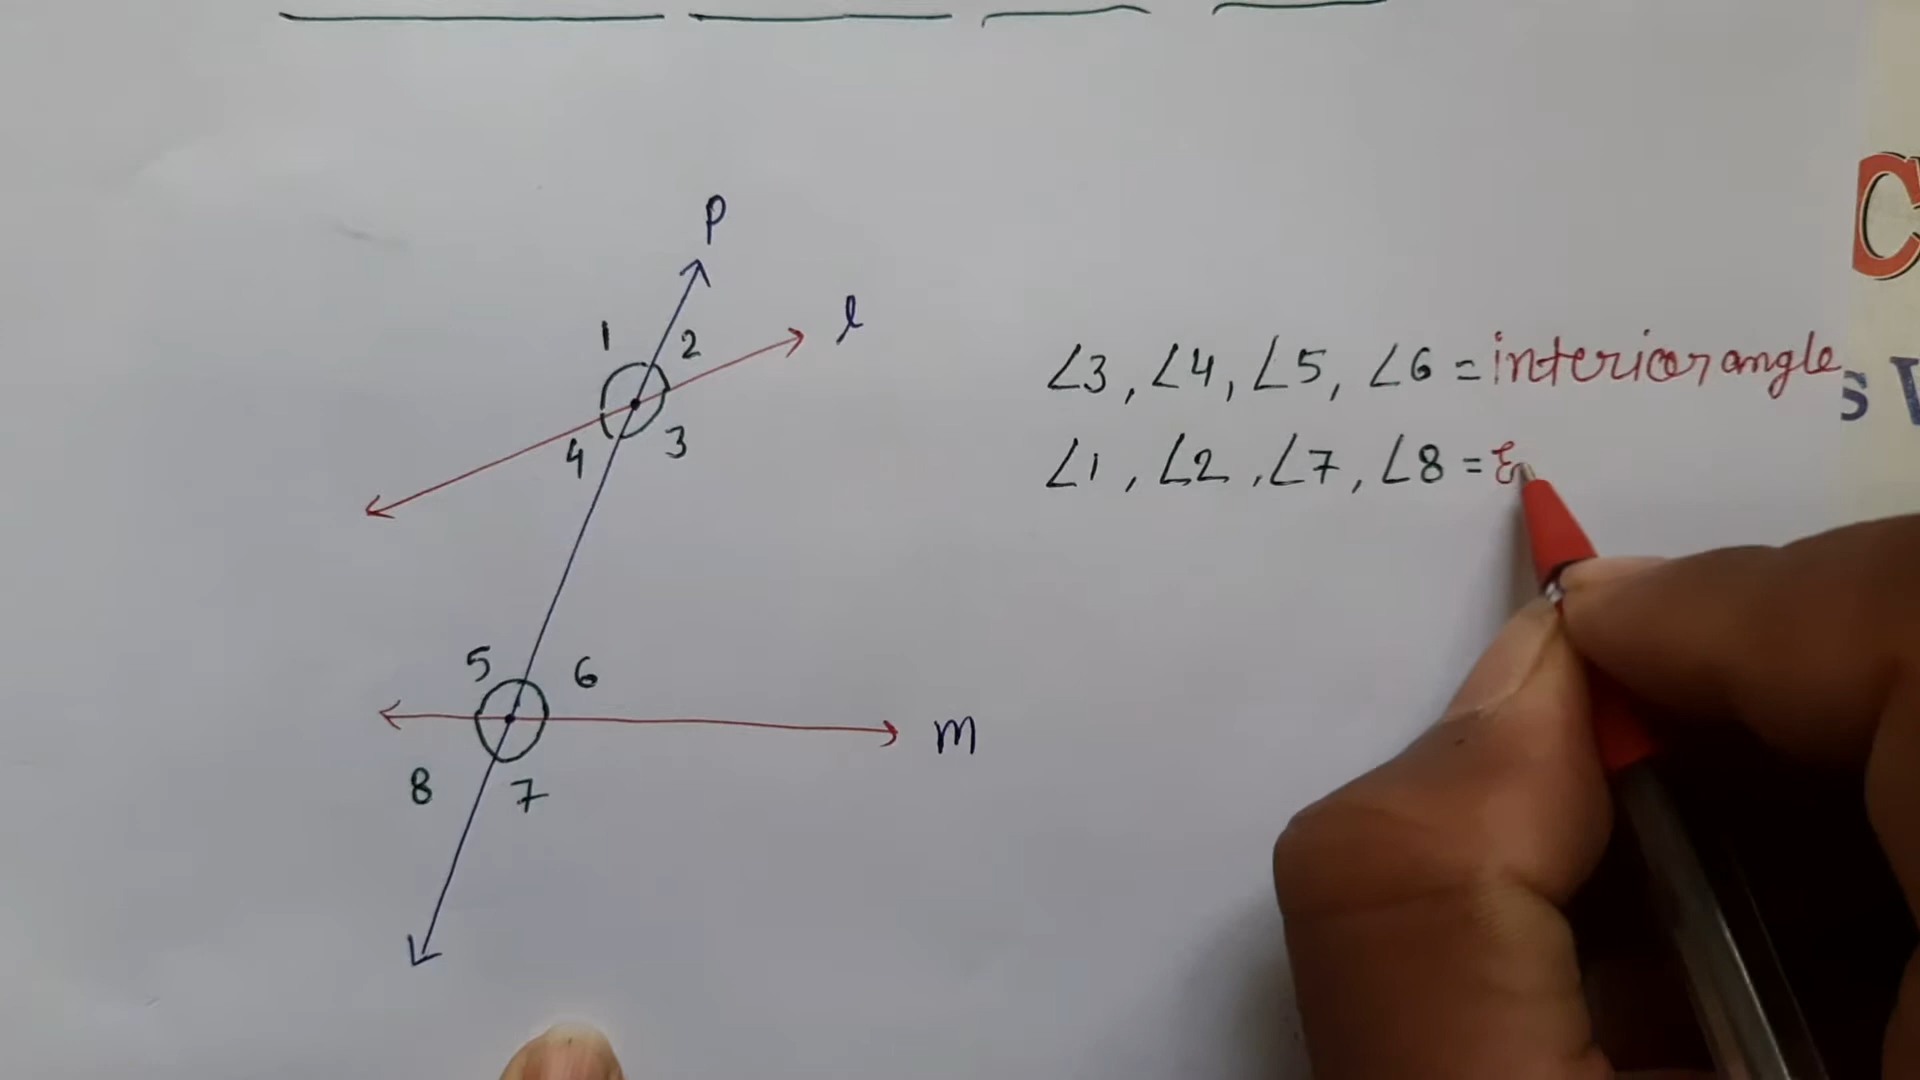 P
l
1 2
4 3
∠3, ∠4, ∠5, ∠6 = interior angle
∠1, ∠2, ∠7, ∠8 = E
5 6
m
8 7
C
s